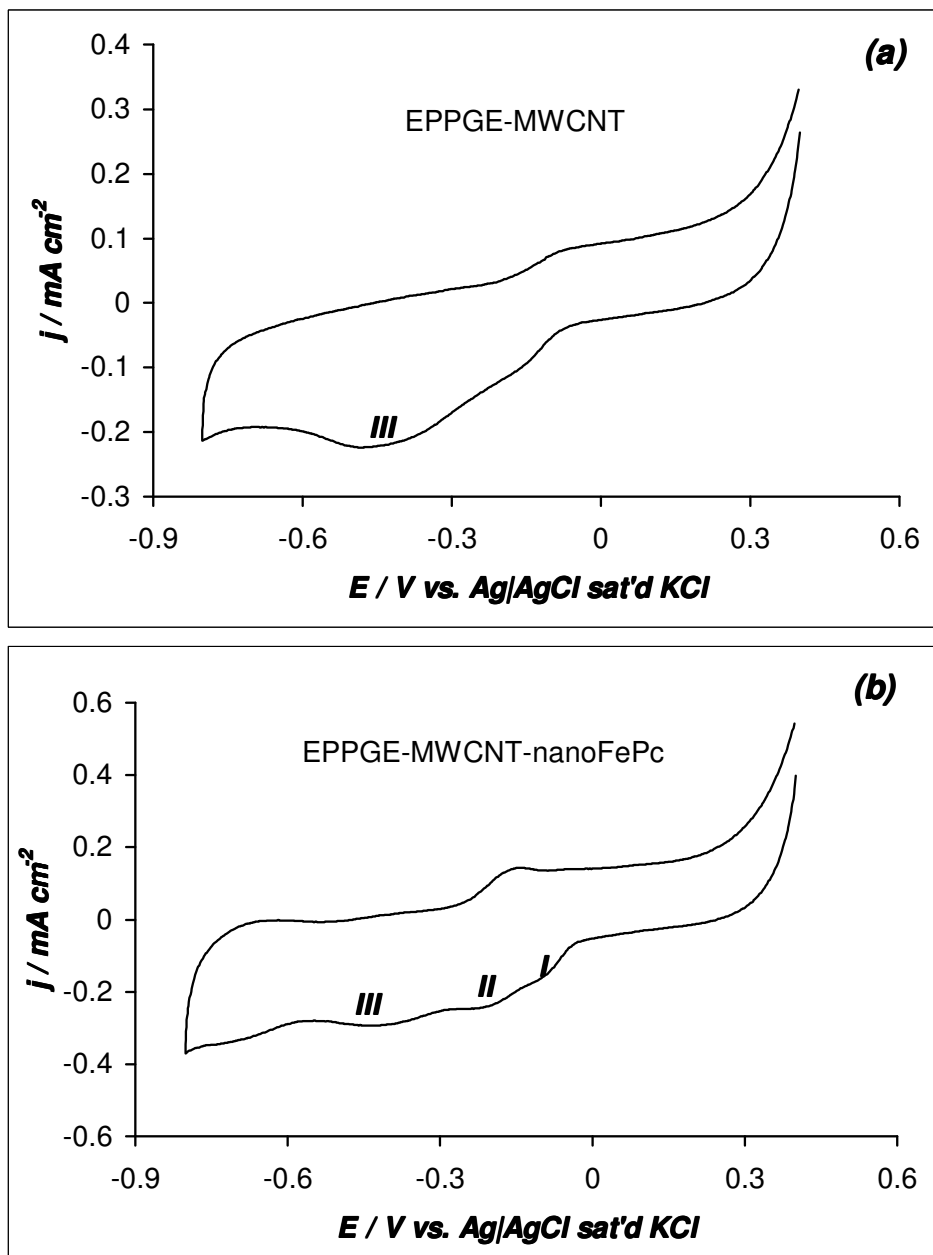 (a)
0.4
EPPGE-MWCNT
0.3
0.2
0.1
0
-0.1
-0.2
-0.3
III
j / mA cm-2
-0.9 -0.6 -0.3 0 0.3 0.6
E / V vs. Ag|AgCl sat'd KCl
(b)
0.6
EPPGE-MWCNT-nanoFePc
0.4
0.2
0
-0.2
-0.4
-0.6
III II I
j / mA cm-2
-0.9 -0.6 -0.3 0 0.3 0.6
E / V vs. Ag|AgCl sat'd KCl